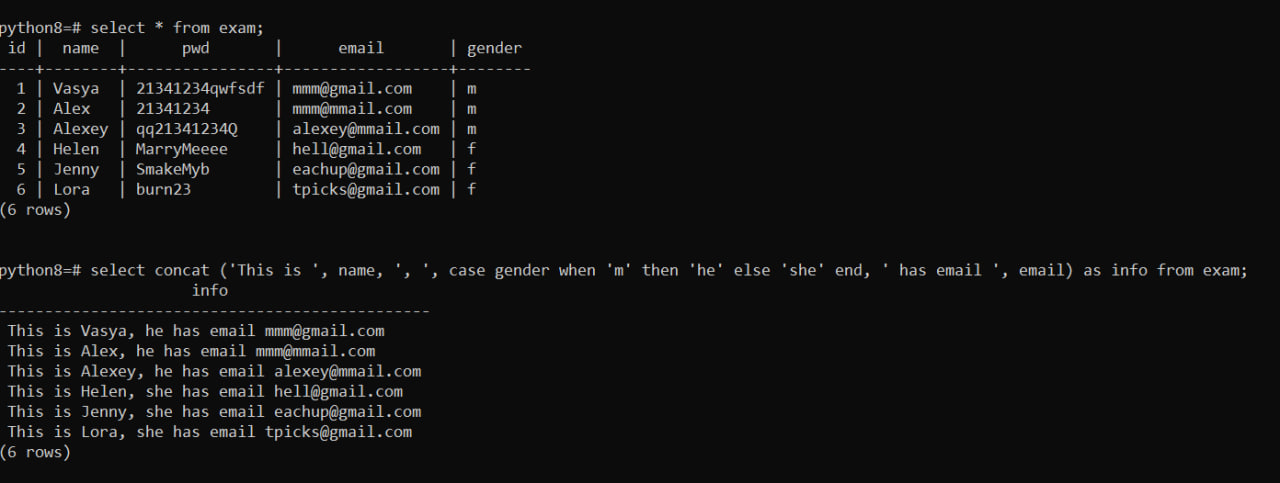 python8=# select * from exam;
 id |  name  |      pwd       |      email       | gender
----+--------+----------------+------------------+--------
  1 | Vasya  | 21341234qwfsdf | mmm@gmail.com    | m
  2 | Alex   | 21341234       | mmm@mmail.com    | m
  3 | Alexey | qq21341234Q    | alexey@mmail.com | m
  4 | Helen  | MarryMeeee     | hell@gmail.com   | f
  5 | Jenny  | SmakeMyb       | eachup@gmail.com | f
  6 | Lora   | burn23         | tpicks@gmail.com | f
(6 rows)
python8=# select concat ('This is ', name, ', ', case gender when 'm' then 'he' else 'she' end, ' has email ', email) as info from exam;
                    info
-----------------------------------------------
 This is Vasya, he has email mmm@gmail.com
 This is Alex, he has email mmm@mmail.com
 This is Alexey, he has email alexey@mmail.com
 This is Helen, she has email hell@gmail.com
 This is Jenny, she has email eachup@gmail.com
 This is Lora, she has email tpicks@gmail.com
(6 rows)